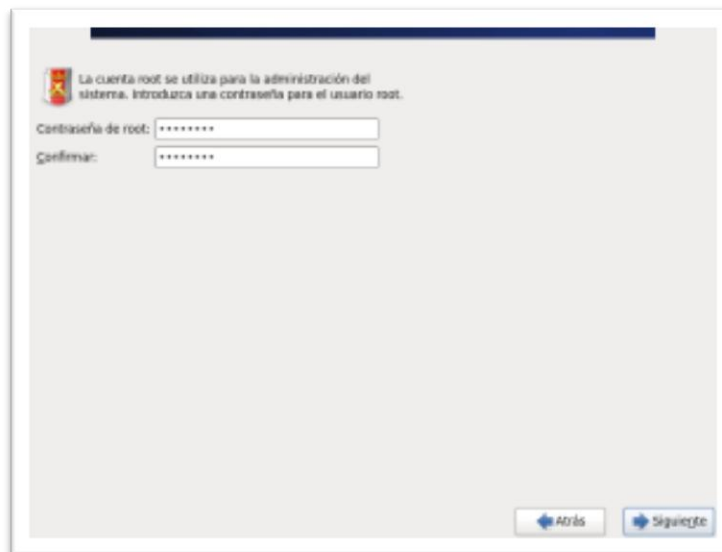 La cuenta root se utiliza para la administración del
sistema. Introduzca una contraseña para el usuario root.
Contraseña de root: ••••••••
Confirmar: ••••••••
Atrás Siguiente